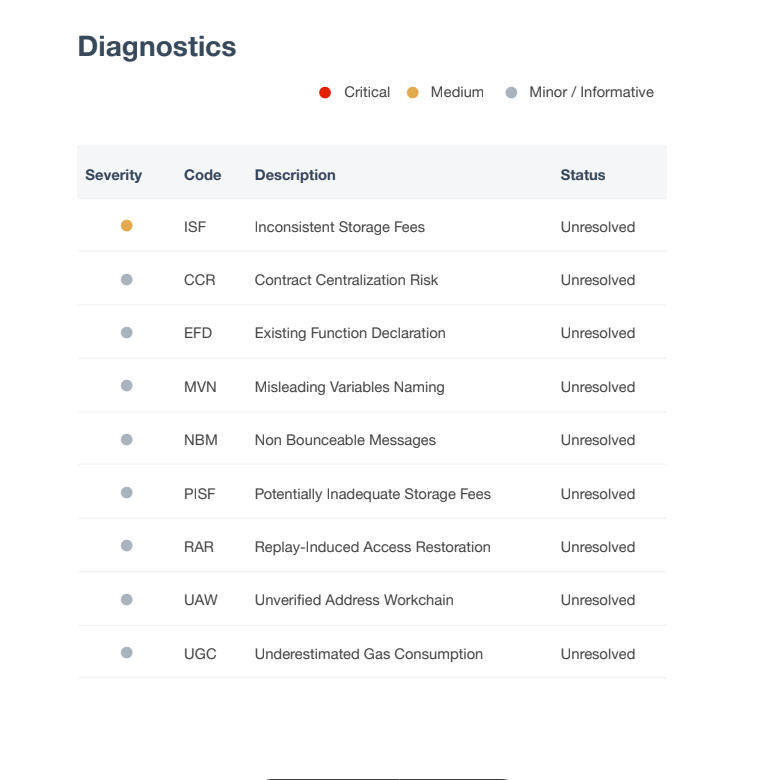 Diagnostics
Critical Medium Minor / Informative
Severity Code Description Status
ISF Inconsistent Storage Fees Unresolved
CCR Contract Centralization Risk Unresolved
EFD Existing Function Declaration Unresolved
MVN Misleading Variables Naming Unresolved
NBM Non Bounceable Messages Unresolved
PISF Potentially Inadequate Storage Fees Unresolved
RAR Replay-Induced Access Restoration Unresolved
UAW Unverified Address Workchain Unresolved
UGC Underestimated Gas Consumption Unresolved